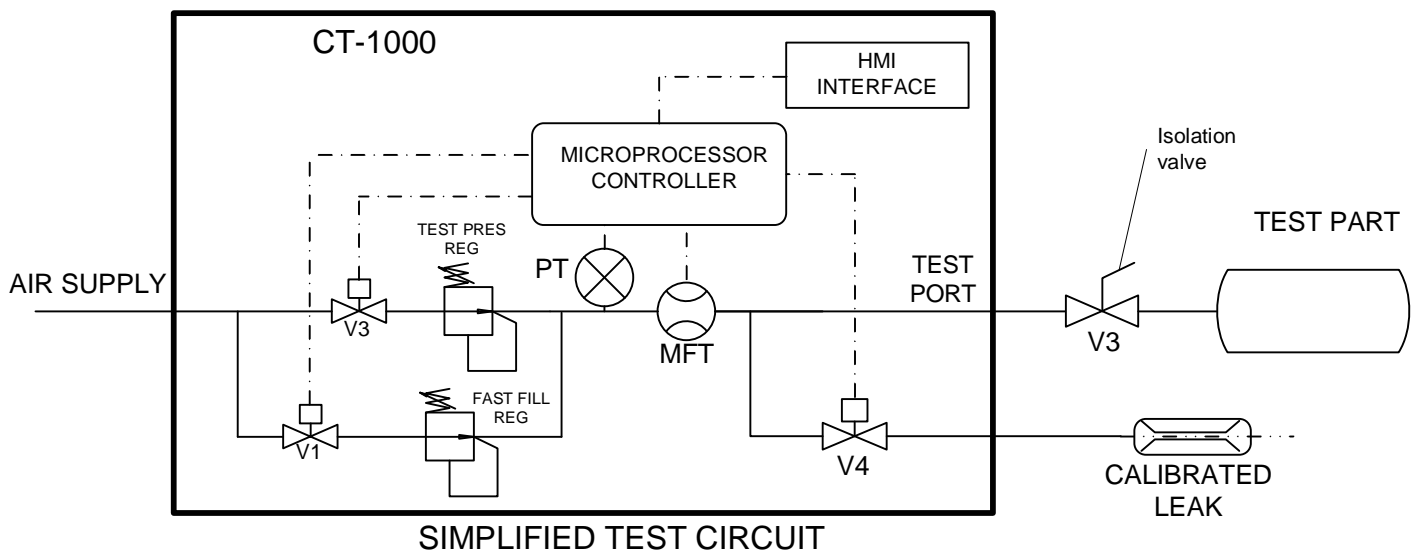 CT-1000
HMI
INTERFACE
MICROPROCESSOR
CONTROLLER
Isolation
valve
TEST PART
TEST PRES
REG
PT
TEST
PORT
AIR SUPPLY
V3
MFT
V3
FAST FILL
REG
V1
V4
CALIBRATED
LEAK
SIMPLIFIED TEST CIRCUIT